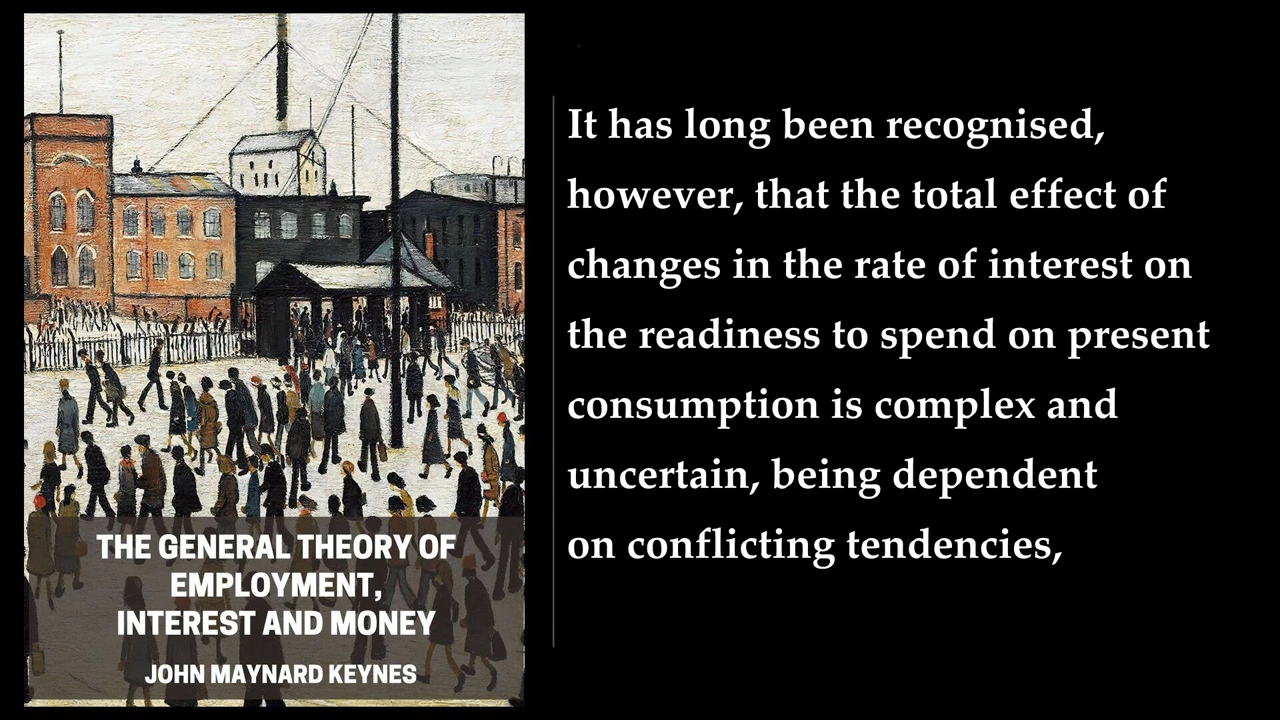 THE GENERAL THEORY OF
EMPLOYMENT,
INTEREST AND MONEY
JOHN MAYNARD KEYNES
It has long been recognised,
however, that the total effect of
changes in the rate of interest on
the readiness to spend on present
consumption is complex and
uncertain, being dependent
on conflicting tendencies,